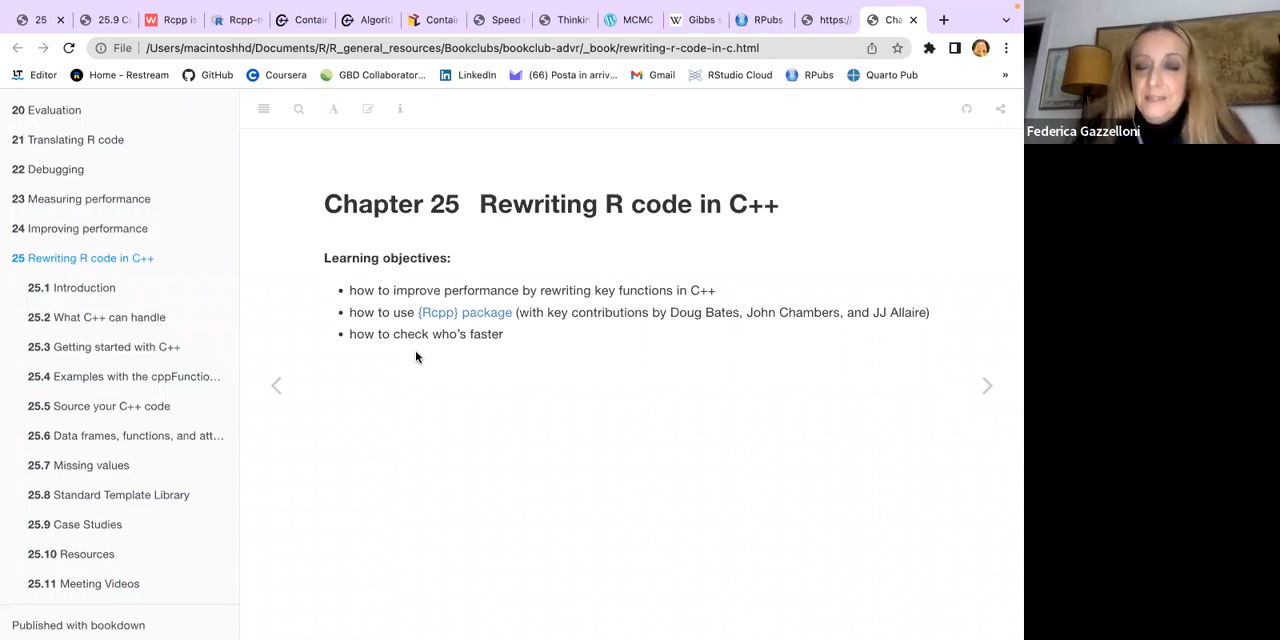 25
25.9 C
Rcpp is
Rcpp-r
Contair
Algorit
Contair
Speed
Thinkin
MCMC
Gibbs s
RPubs
https:/
Cha
File /Users/macintoshhd/Documents/R/R_general_resources/Bookclubs/bookclub-advr/_book/rewriting-r-code-in-c.html
Editor
Home - Restream
GitHub
Coursera
GBD Collaborator...
LinkedIn
(66) Posta in arriv...
Gmail
RStudio Cloud
RPubs
Quarto Pub
»
20 Evaluation
21 Translating R code
22 Debugging
23 Measuring performance
24 Improving performance
25 Rewriting R code in C++
25.1 Introduction
25.2 What C++ can handle
25.3 Getting started with C++
25.4 Examples with the cppFunctio...
25.5 Source your C++ code
25.6 Data frames, functions, and att...
25.7 Missing values
25.8 Standard Template Library
25.9 Case Studies
25.10 Resources
25.11 Meeting Videos
Published with bookdown
Chapter 25 Rewriting R code in C++
Learning objectives:
• how to improve performance by rewriting key functions in C++
• how to use {Rcpp} package (with key contributions by Doug Bates, John Chambers, and JJ Allaire)
• how to check who's faster
Federica Gazzelloni